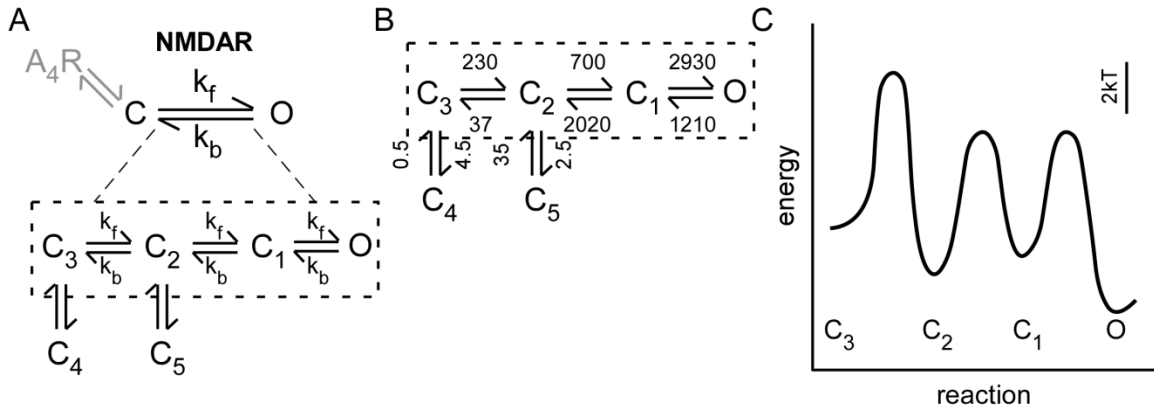 A
NMDAR
A4R
kf
C
O
kb
kf
kf
kf
C3
C2
C1
O
kb
kb
kb
C4
C5
B
230
700
2930
C3
C2
C1
O
37
2020
1210
0.5
4.5
35
2.5
C4
C5
C
2kT
energy
C3
C2
C1
O
reaction